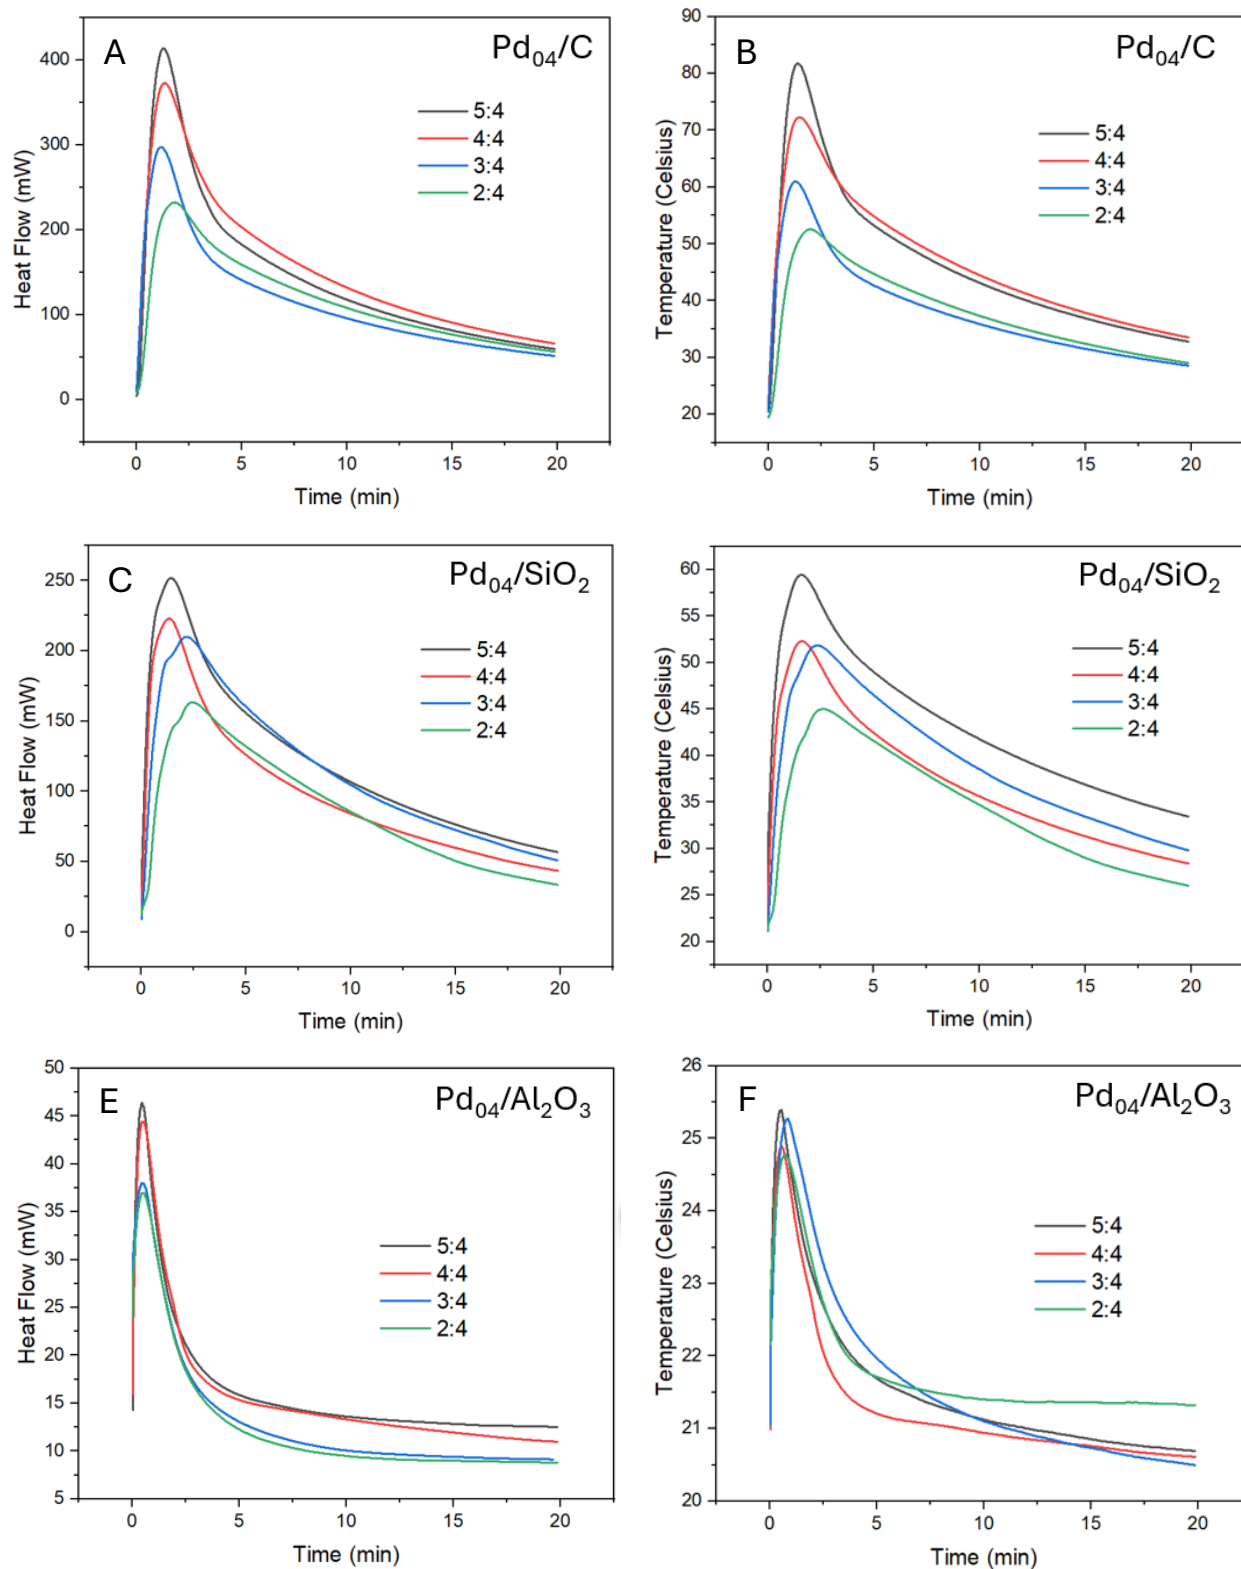 A
Pd04/C
5:4
4:4
3:4
2:4
Heat Flow (mW)
400
300
200
100
0
0 5 10 15 20
Time (min)
B
Pd04/C
5:4
4:4
3:4
2:4
Temperature (Celsius)
90
80
70
60
50
40
30
20
0 5 10 15 20
Time (min)
C
Pd04/SiO2
5:4
4:4
3:4
2:4
Heat Flow (mW)
250
200
150
100
50
0
0 5 10 15 20
Time (min)
Pd04/SiO2
5:4
4:4
3:4
2:4
Temperature (Celsius)
60
55
50
45
40
35
30
25
20
0 5 10 15 20
Time (min)
E
Pd04/Al2O3
5:4
4:4
3:4
2:4
Heat Flow (mW)
50
45
40
35
30
25
20
15
10
5
0 5 10 15 20
Time (min)
F
Pd04/Al2O3
5:4
4:4
3:4
2:4
Temperature (Celsius)
26
25
24
23
22
21
20
0 5 10 15 20
Time (min)